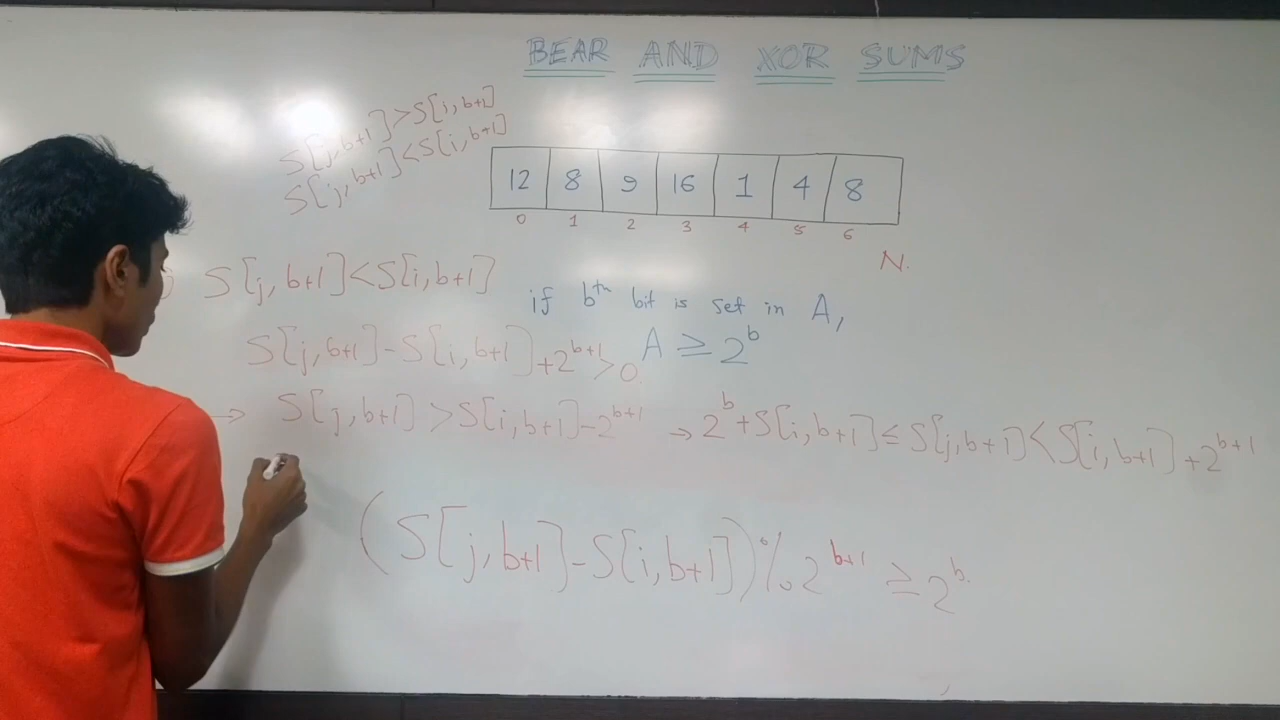 BEAR AND XOR SUMS
S[j, b+1] > S[i, b+1]
S[j, b+1] < S[i, b+1]
12 8 9 16 1 4 8
0 1 2 3 4 5 6
N.
S[j, b+1] < S[i, b+1]
if bth bit is set in A,
S[j, b+1] - S[i, b+1] + 2^b+1 > 0
A ≥ 2^b
→ S[j, b+1] > S[i, b+1] - 2^b+1
→ 2^b + S[i, b+1] ≤ S[j, b+1] < S[i, b+1] + 2^b+1
(S[j, b+1] - S[i, b+1]) % 2^b+1 ≥ 2^b.